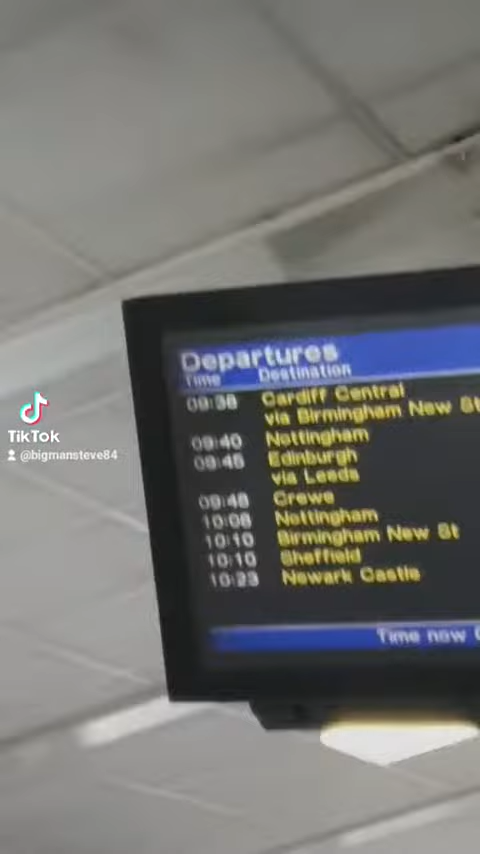 Departures
Time Destination
09:38 Cardiff Central
via Birmingham New St
09:40 Nottingham
09:45 Edinburgh
via Leeds
09:48 Crewe
10:08 Nottingham
10:10 Birmingham New St
10:10 Sheffield
10:23 Newark Castle
Time now
TikTok
@bigmansteve84